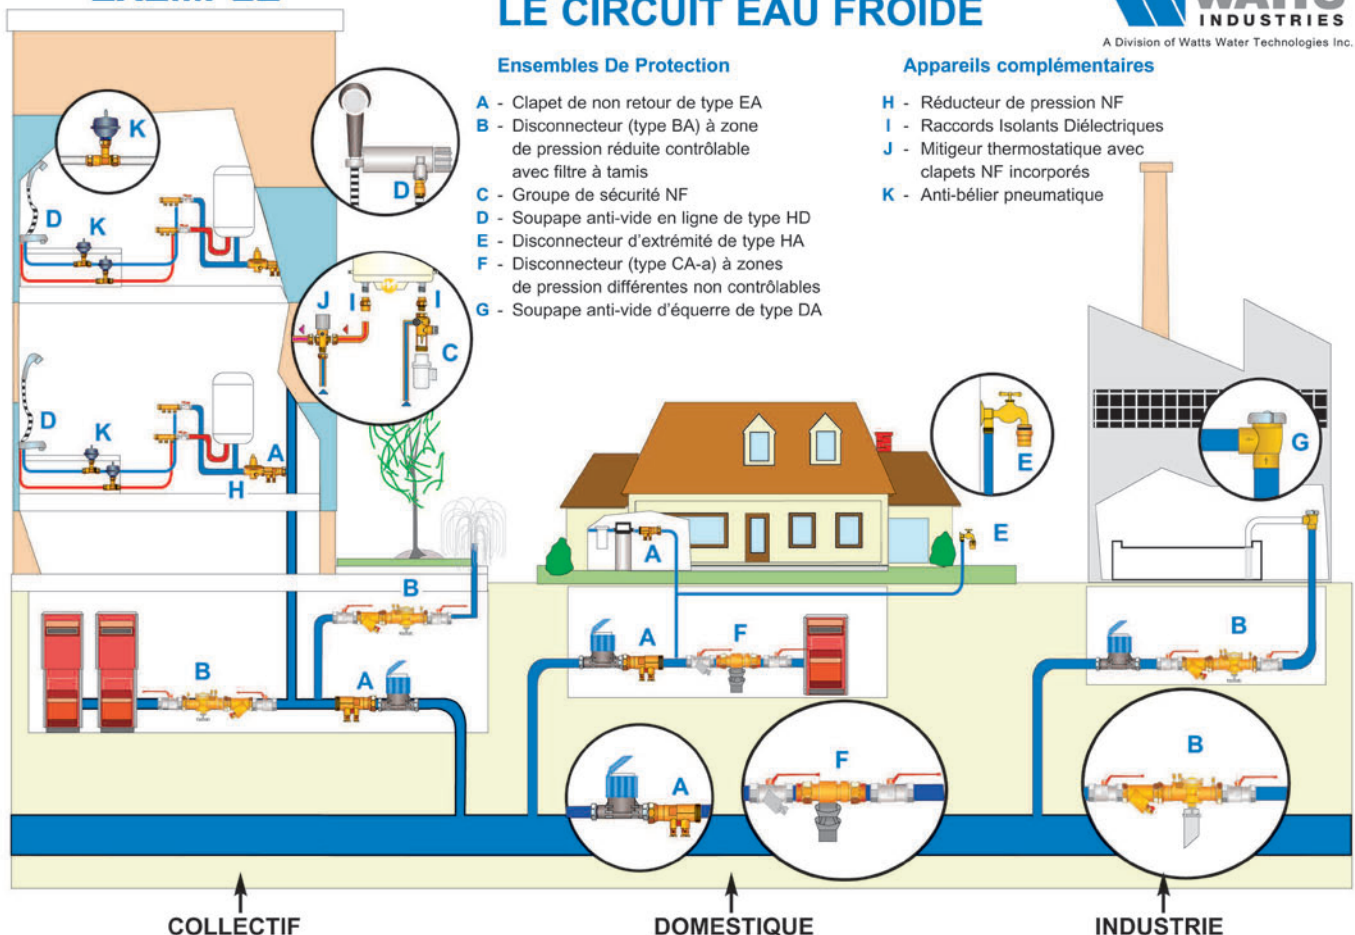 LE CIRCUIT EAU FROIDE
INDUSTRIES
A Division of Watts Water Technologies Inc.
Ensembles De Protection
A - Clapet de non retour de type EA
B - Disconnecteur (type BA) à zone
de pression réduite contrôlable
avec filtre à tamis
C - Groupe de sécurité NF
D - Soupape anti-vide en ligne de type HD
E - Disconnecteur d'extrémité de type HA
F - Disconnecteur (type CA-a) à zones
de pression différentes non contrôlables
G - Soupape anti-vide d'équerre de type DA
Appareils complémentaires
H - Réducteur de pression NF
I - Raccords Isolants Diélectriques
J - Mitigeur thermostatique avec
clapets NF incorporés
K - Anti-bélier pneumatique
K
D
D
K
J
I
I
C
D
K
A
H
G
E
E
A
B
B
A
A
F
B
A
F
B
COLLECTIF
DOMESTIQUE
INDUSTRIE